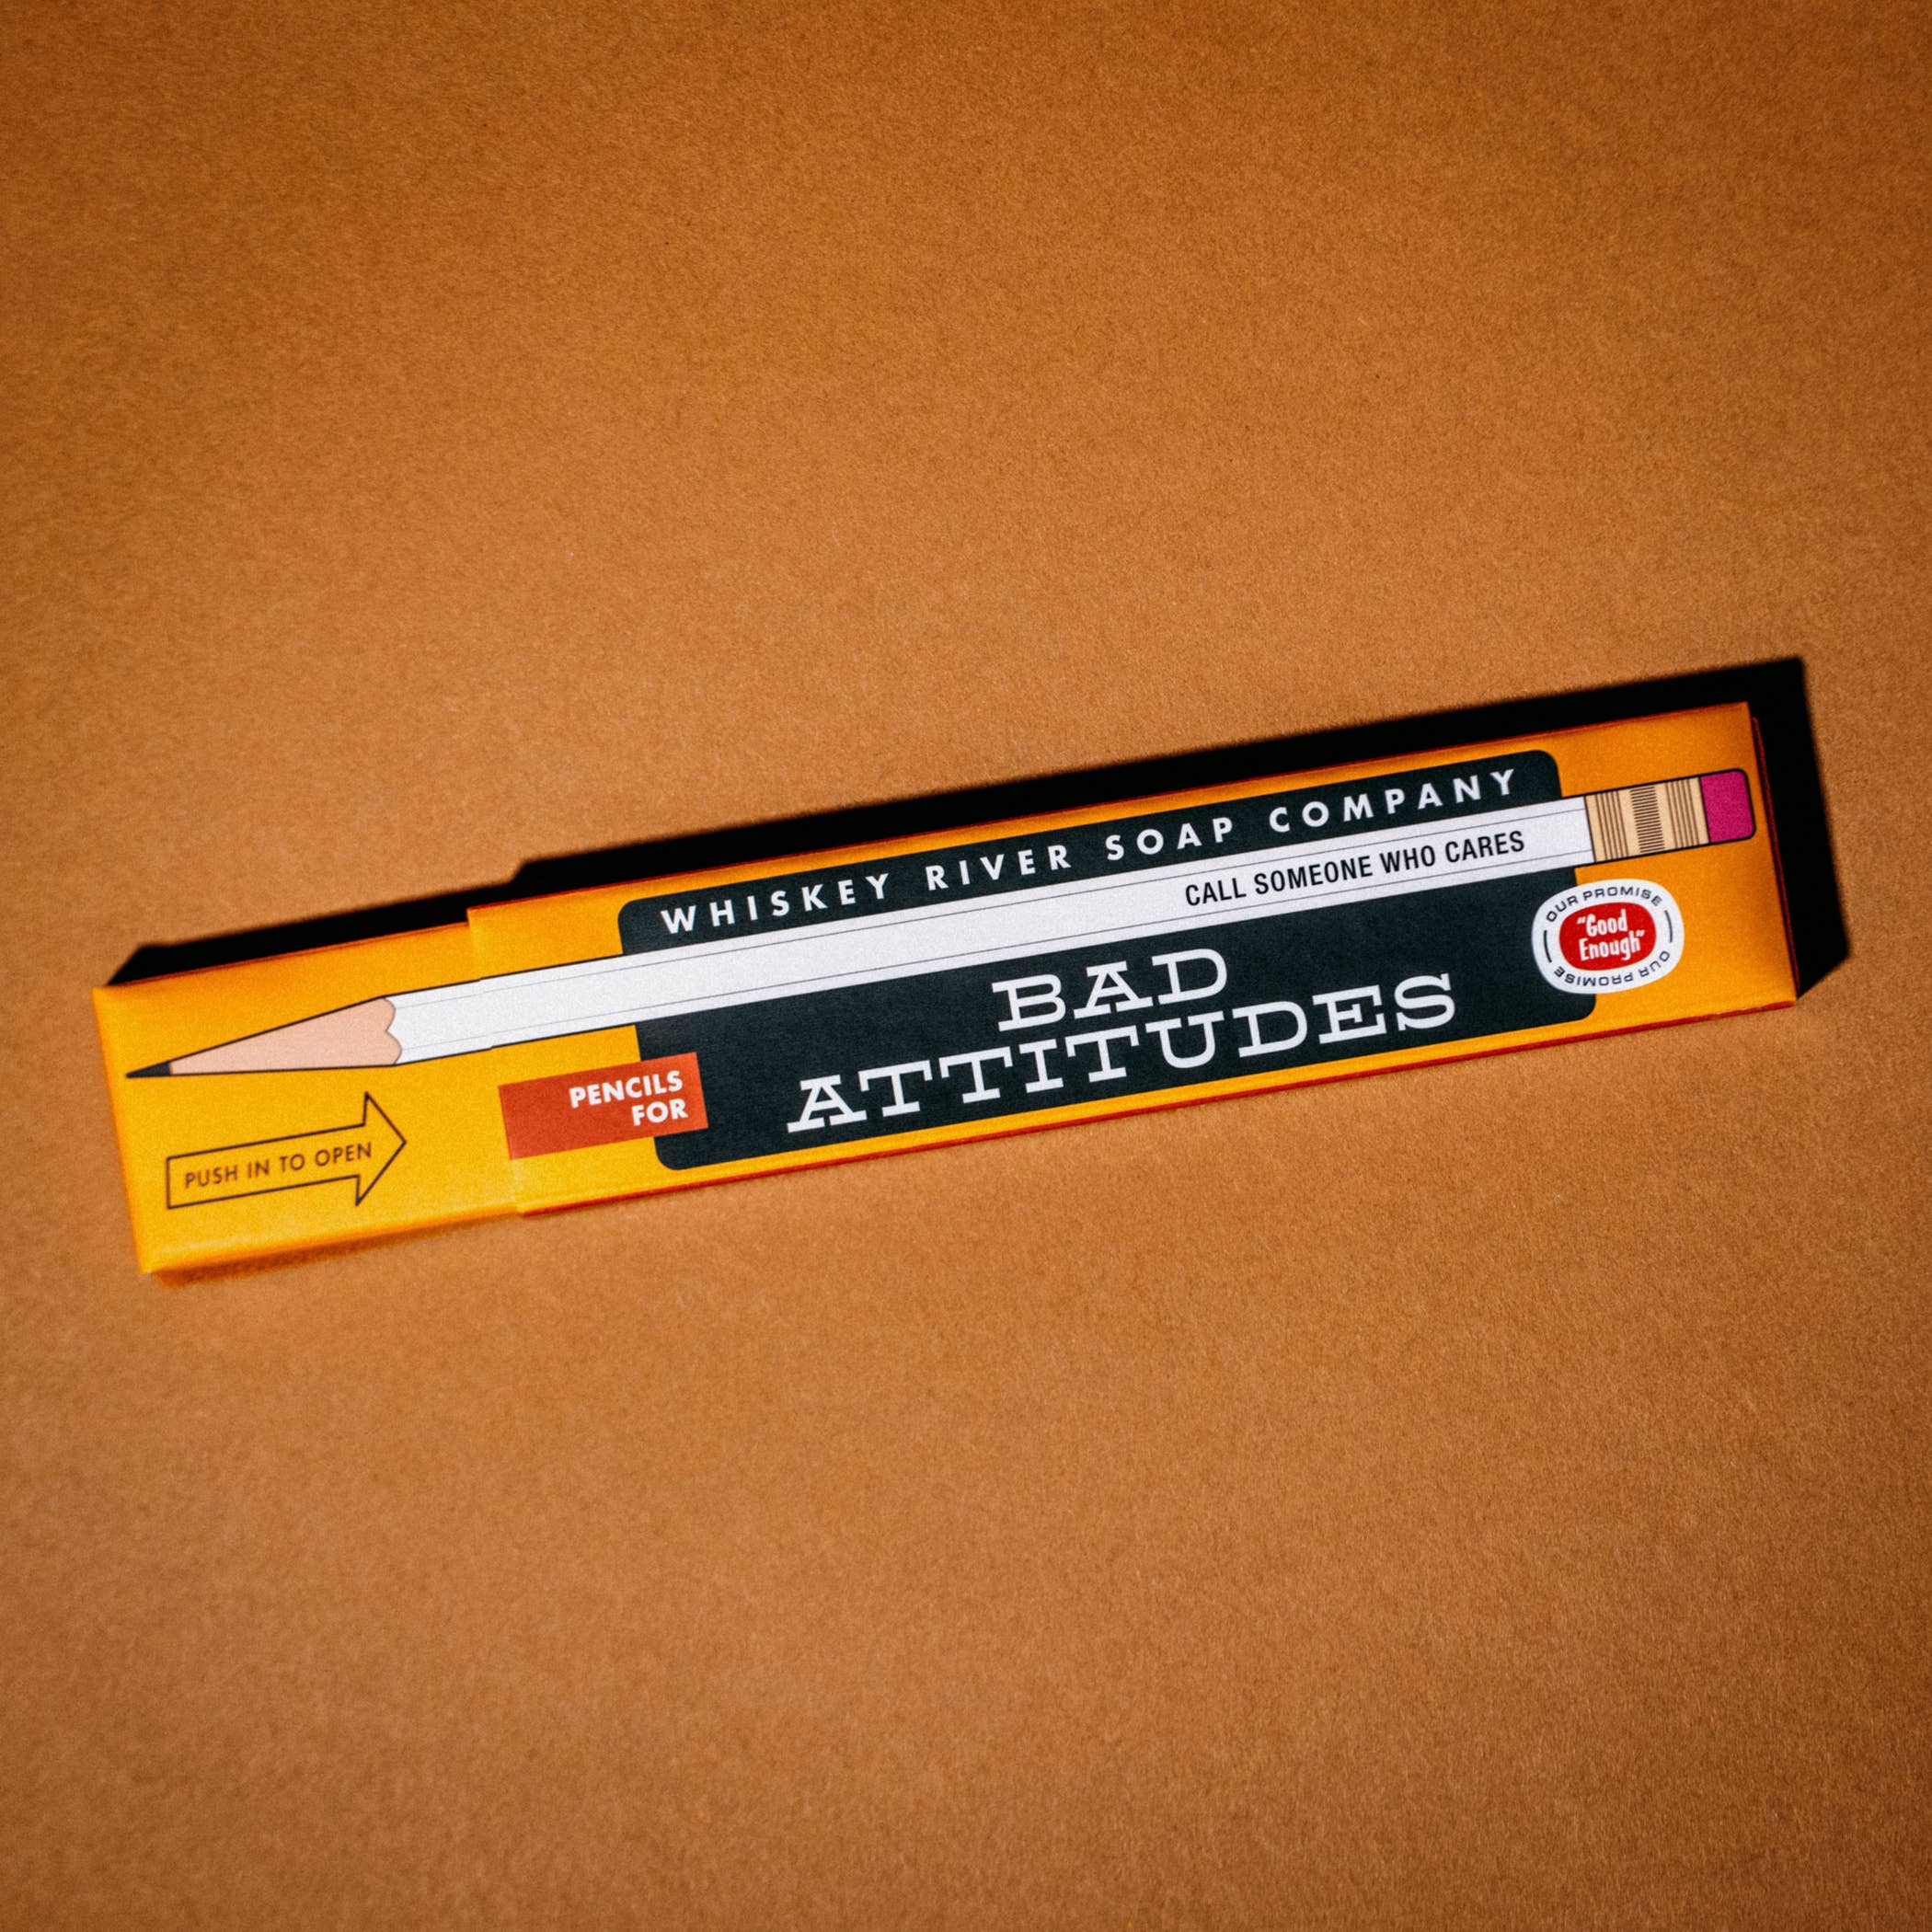 WHISKEY RIVER SOAP COMPANY
CALL SOMEONE WHO CARES
PENCILS
FOR
BAD
ATTITUDES
OUR PROMISE
"Good
Enough"
OUR PROMISE
PUSH IN TO OPEN